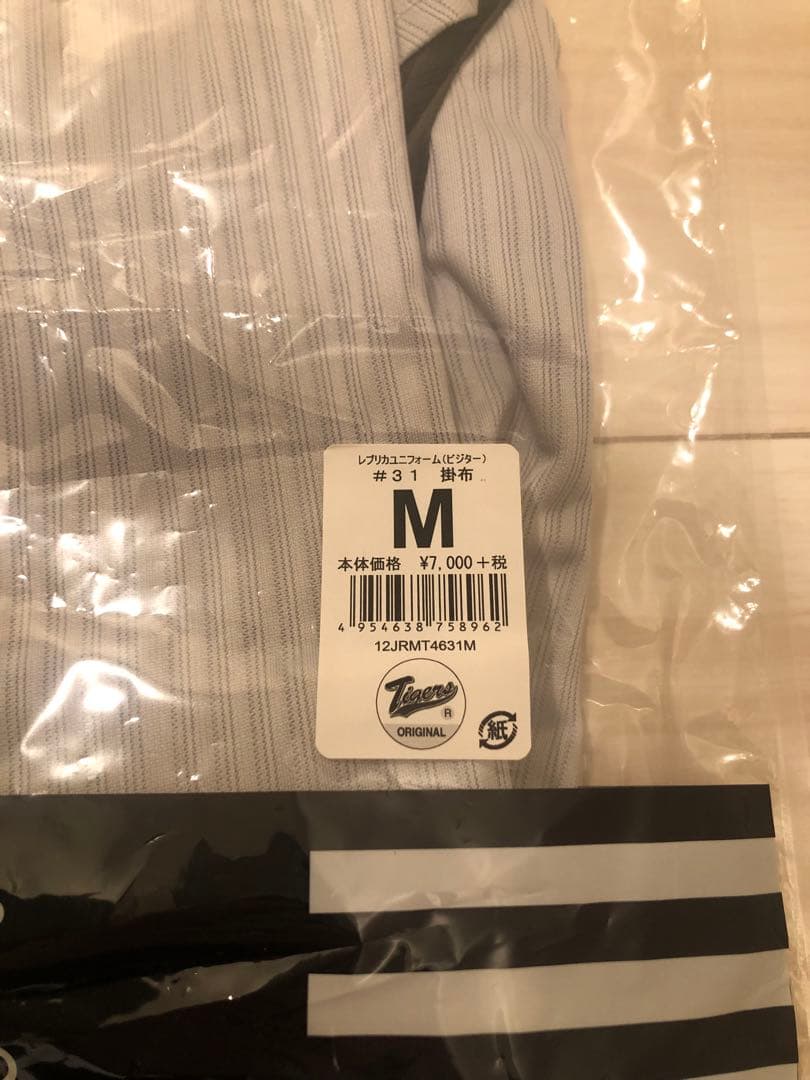 レプリカユニフォーム(ビジター)
#31 掛布
M
本体価格 ¥7,000+税
4 954638 758962
12JRMT4631M
Tigers
R
ORIGINAL
紙